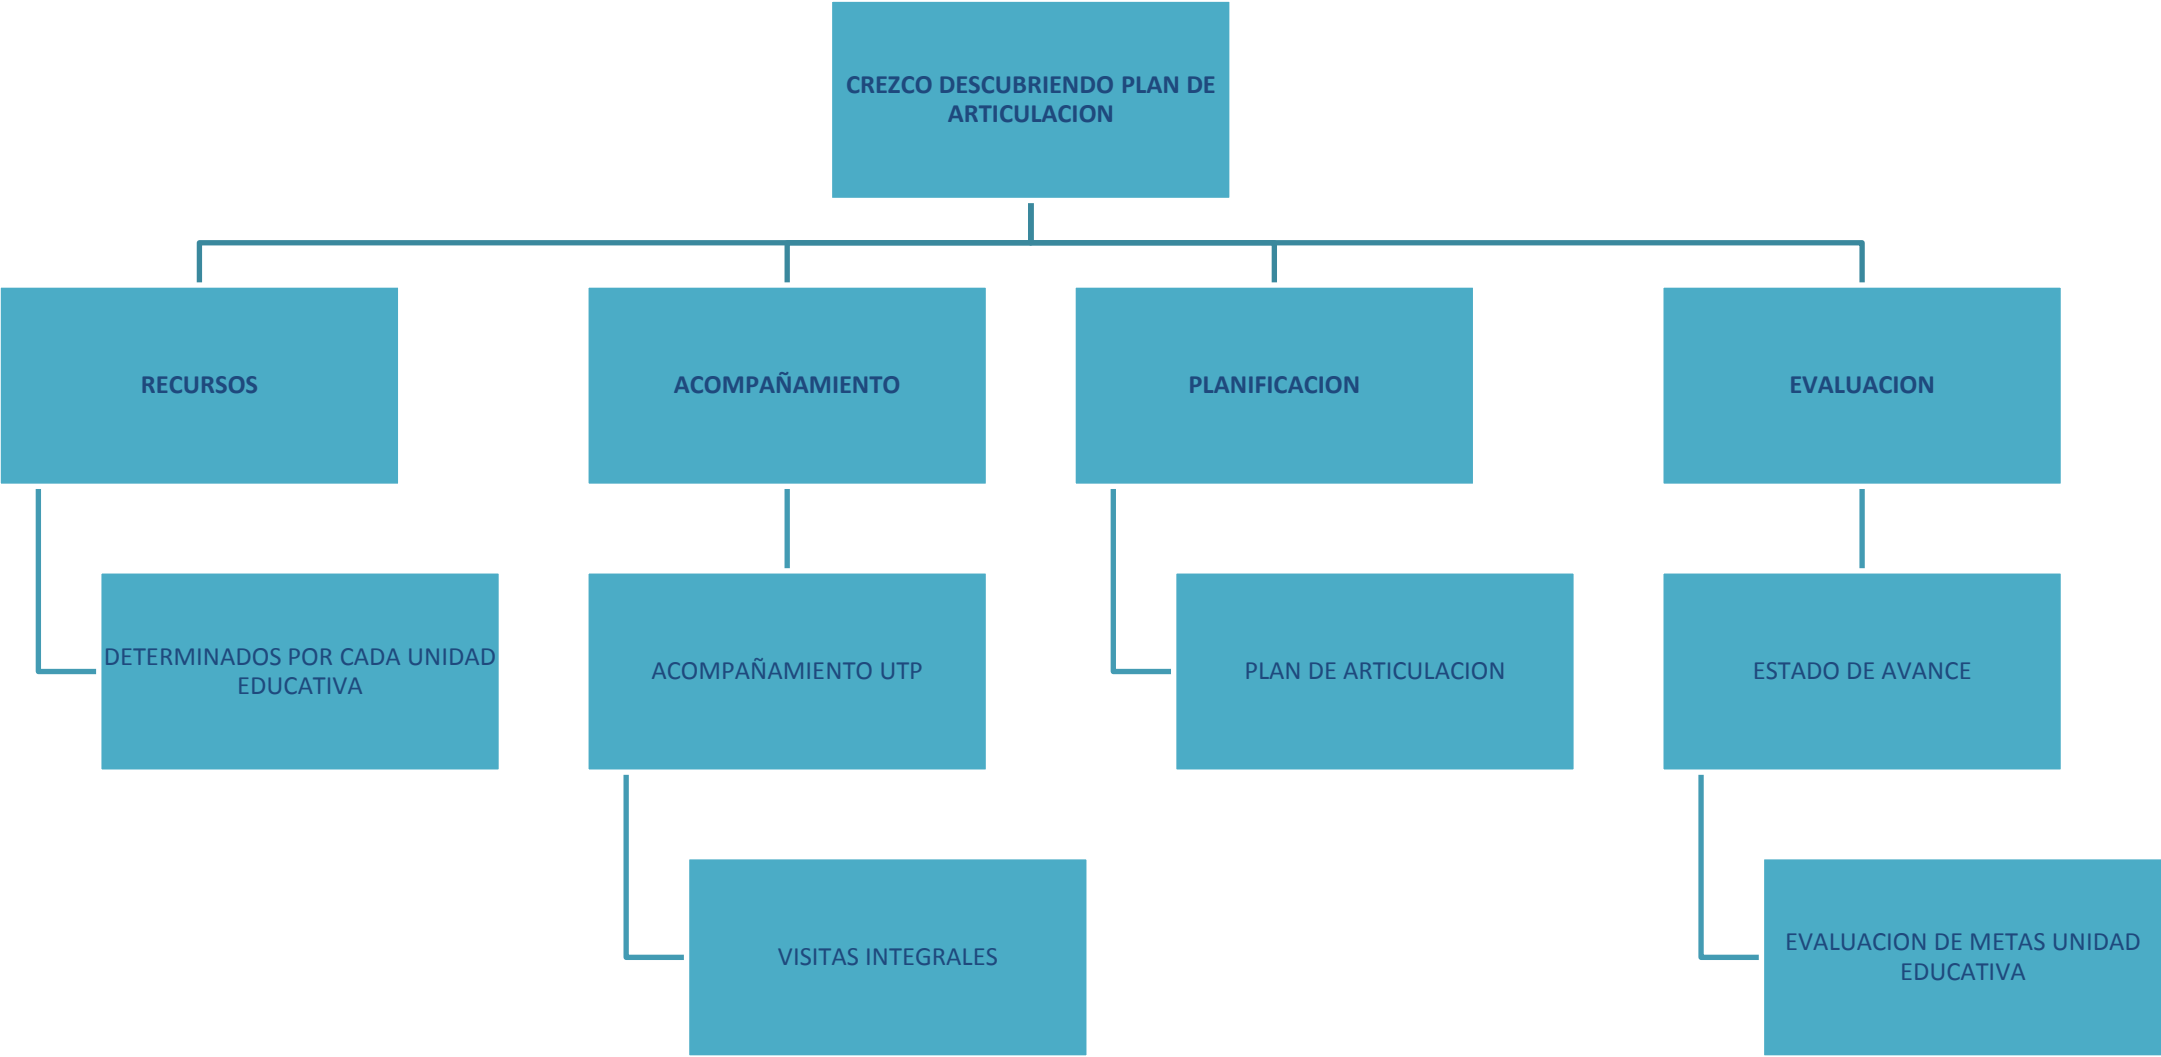 CREZCO DESCUBRIENDO PLAN DE
ARTICULACION
RECURSOS
ACOMPAÑAMIENTO
PLANIFICACION
EVALUACION
DETERMINADOS POR CADA UNIDAD
EDUCATIVA
ACOMPAÑAMIENTO UTP
PLAN DE ARTICULACION
ESTADO DE AVANCE
VISITAS INTEGRALES
EVALUACION DE METAS UNIDAD
EDUCATIVA